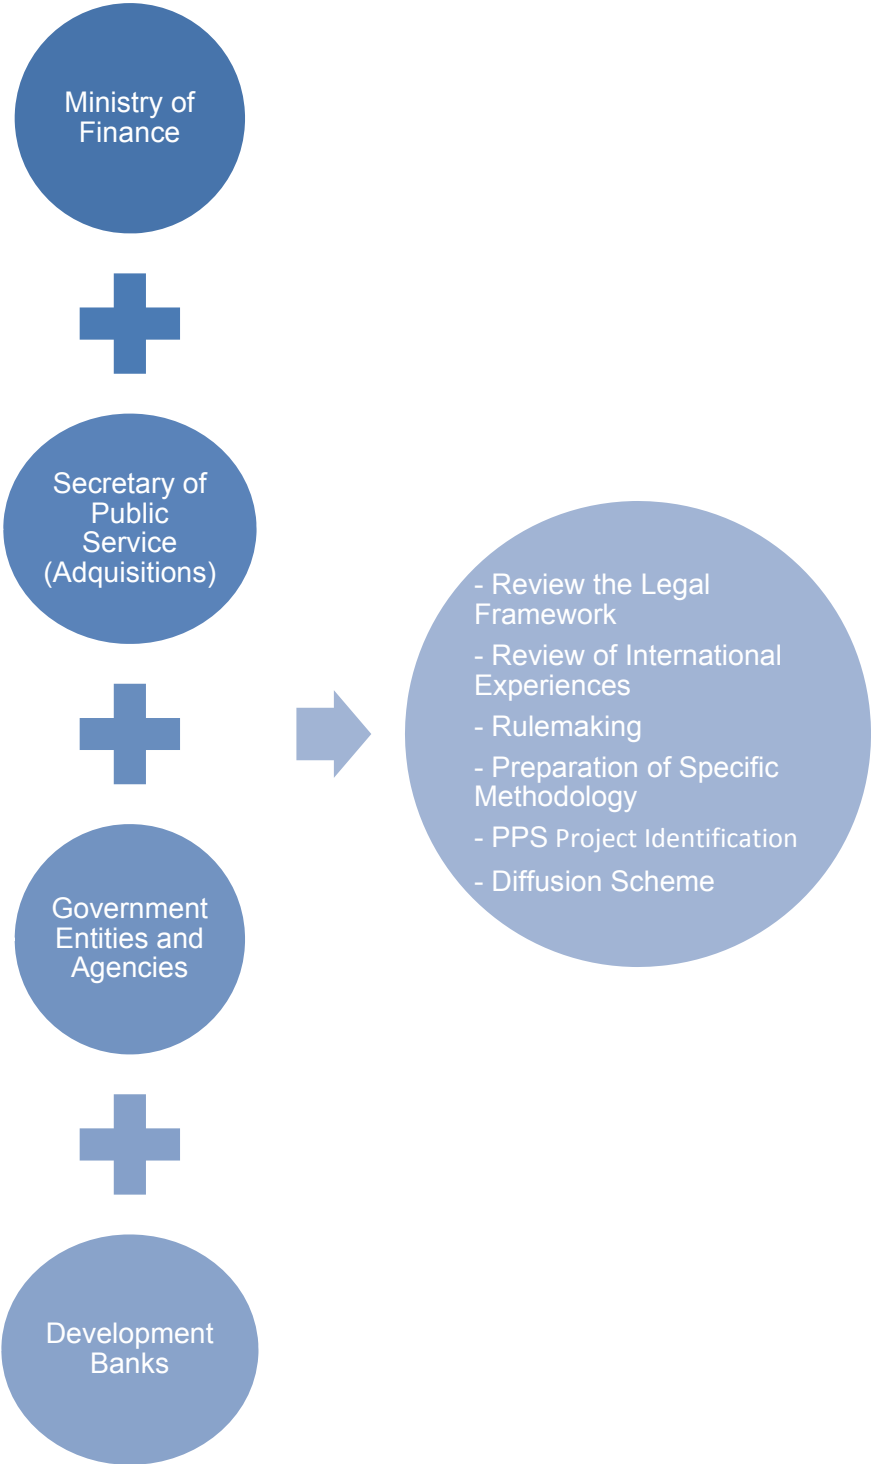 Ministry of
Finance
Secretary of
Public
Service
(Adquisitions)
Government
Entities and
Agencies
Development
Banks
- Review the Legal
Framework
- Review of International
Experiences
- Rulemaking
- Preparation of Specific
Methodology
- PPS Project Identification
- Diffusion Scheme